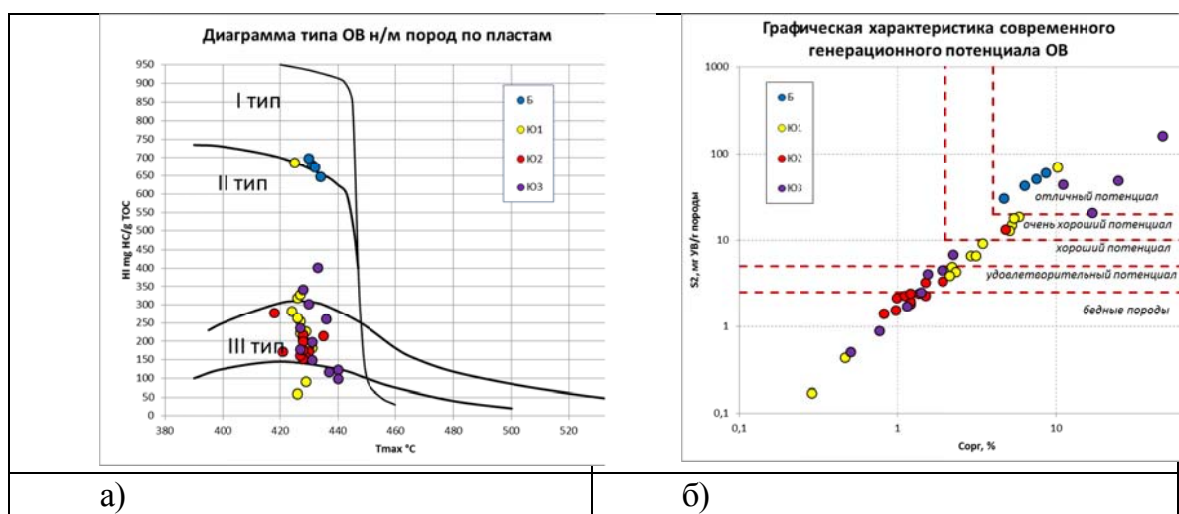 Диаграмма типа ОВ н/м пород по пластам
HI mg HC/g TOC
950
900
850
800
750
700
650
600
550
500
450
400
350
300
250
200
150
100
50
0
I тип
II тип
III тип
Б
Ю1
Ю2
Ю3
380
400
420
440
460
480
500
520
Tmax °C
а)
Графическая характеристика современного
генерационного потенциала ОВ
S2, мг УВ/г породы
1000
100
10
1
0,1
Б
Ю1
Ю2
Ю3
отличный потенциал
очень хороший потенциал
хороший потенциал
удовлетворительный потенциал
бедные породы
0,1
1
10
Сорг, %
б)